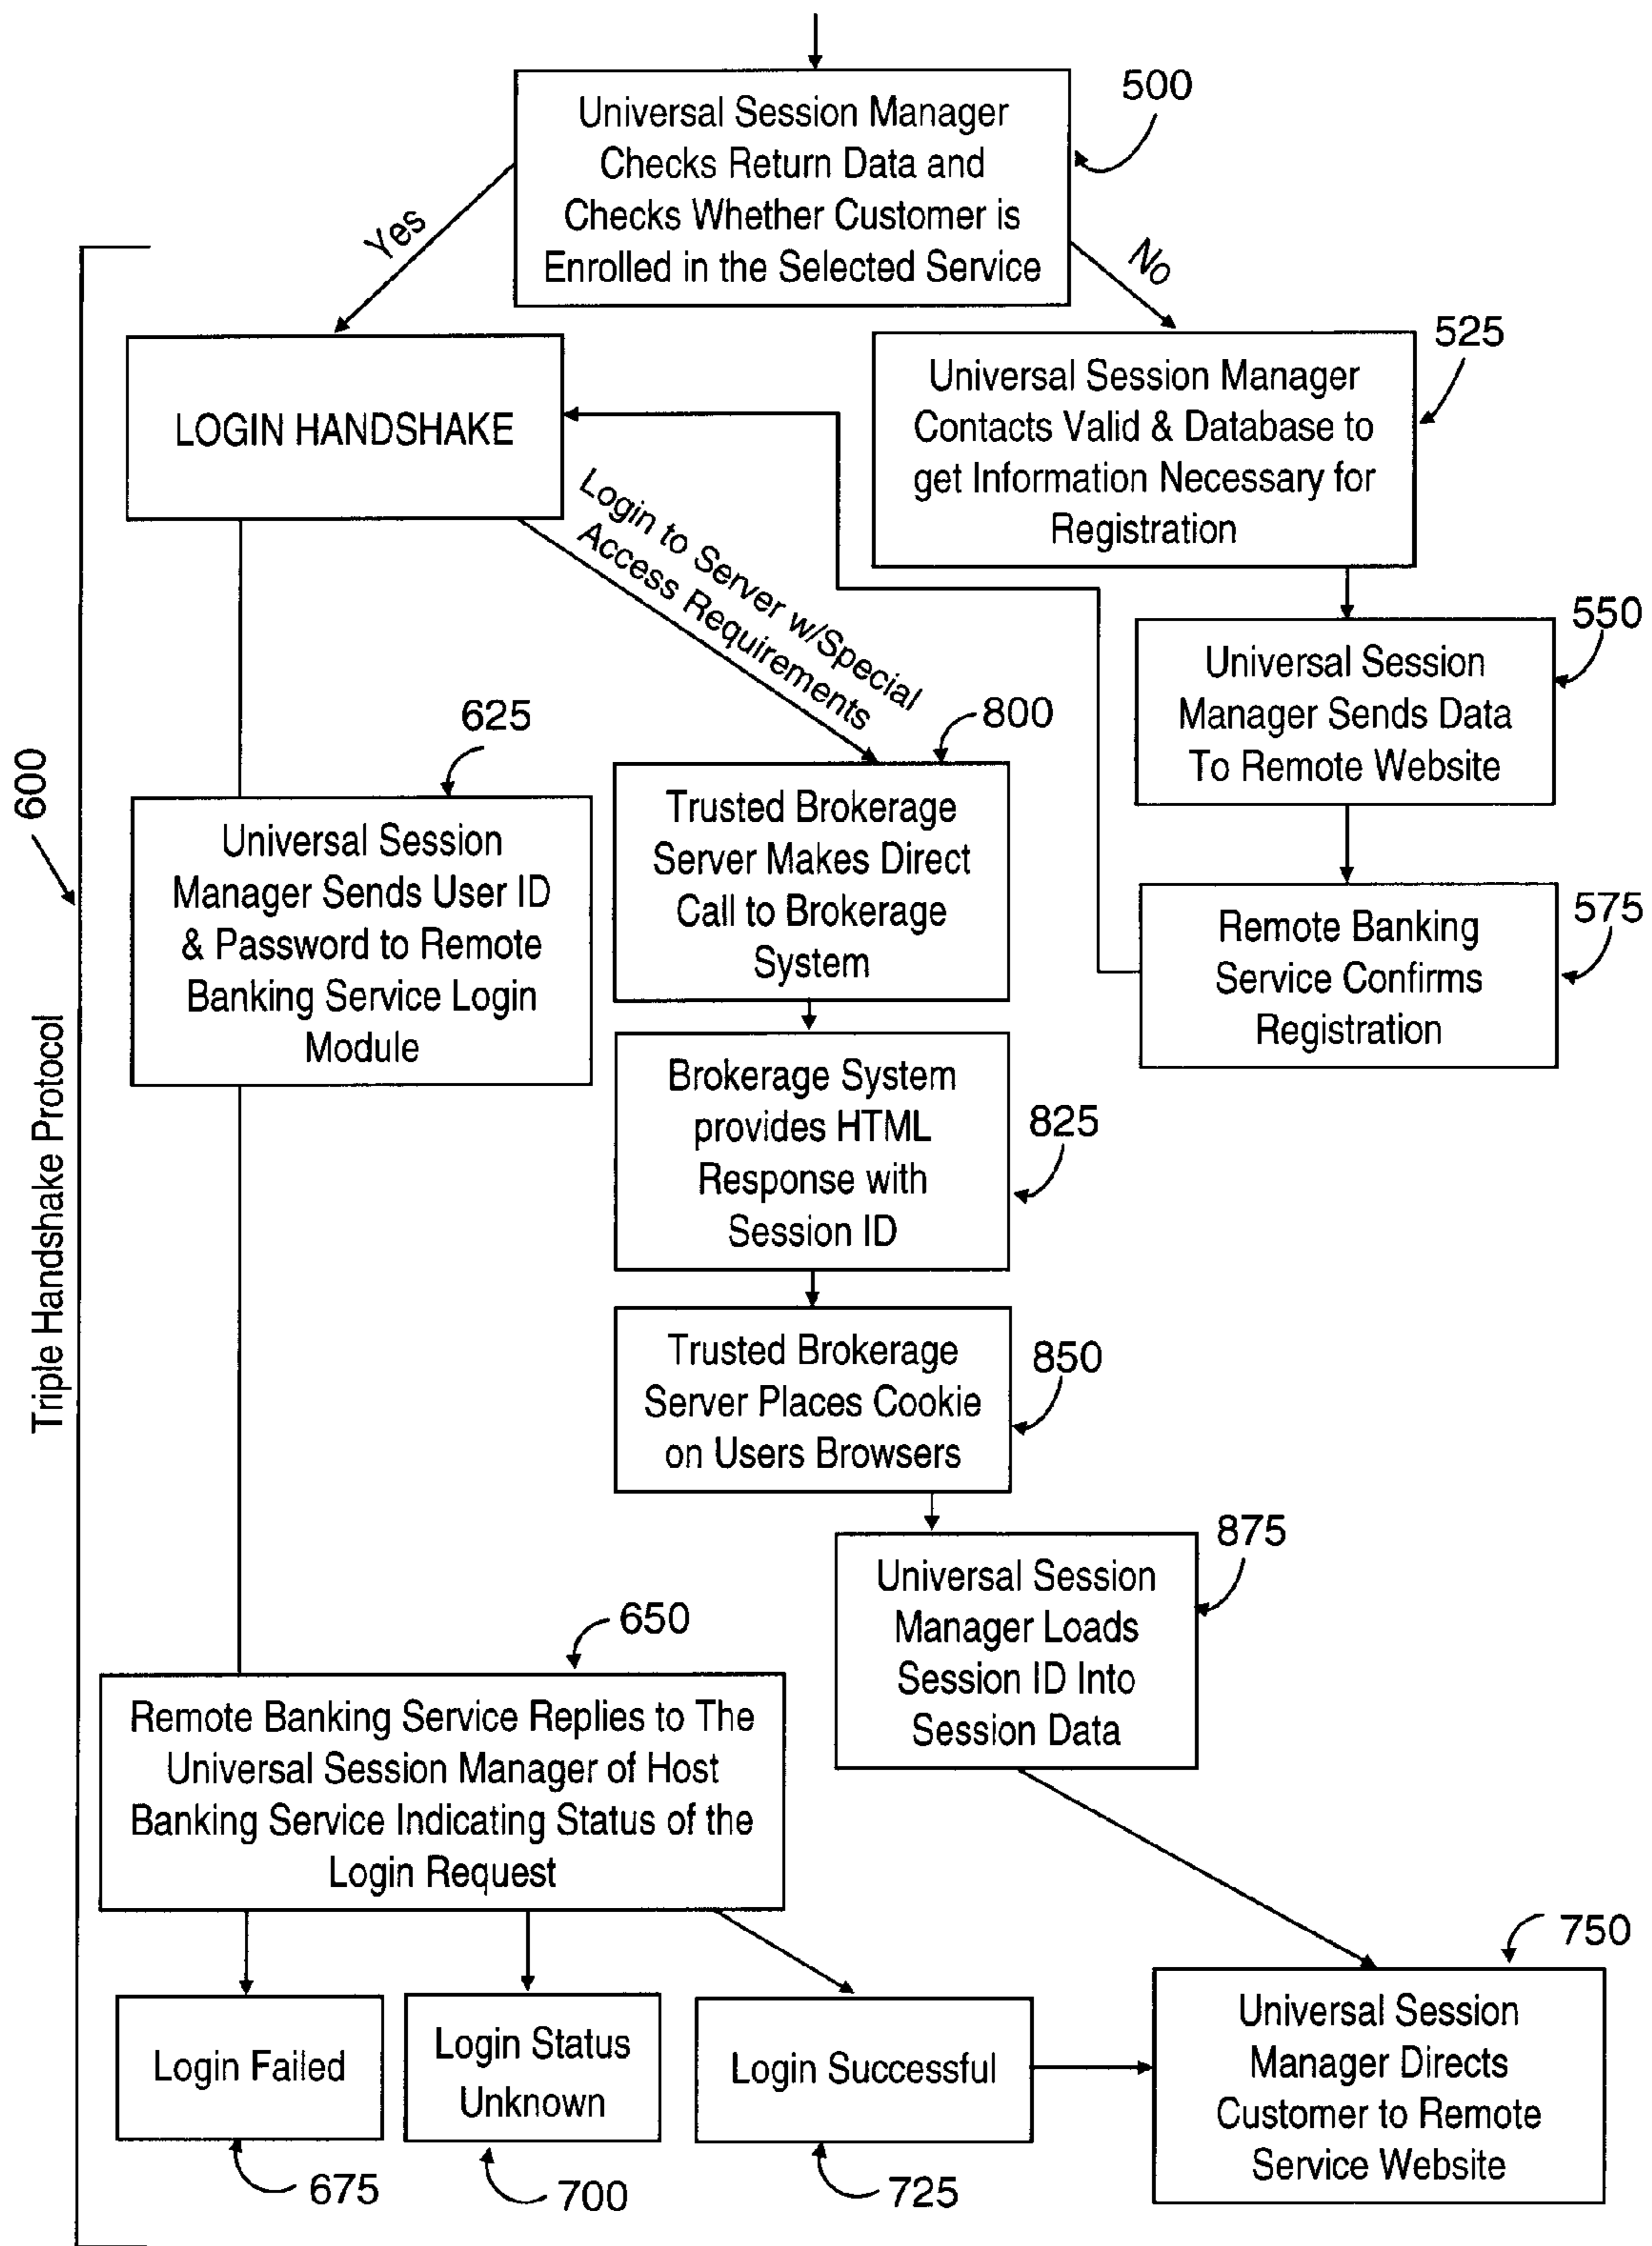 500
Universal Session Manager
Checks Return Data and
Checks Whether Customer is
Enrolled in the Selected Service
Yes
No
LOGIN HANDSHAKE
525
Universal Session Manager
Contacts Valid & Database to
get Information Necessary for
Registration
Login to Server w/Special
Access Requirements
550
Universal Session
Manager Sends Data
To Remote Website
575
Remote Banking
Service Confirms
Registration
600
Triple Handshake Protocol
625
Universal Session
Manager Sends User ID
& Password to Remote
Banking Service Login
Module
800
Trusted Brokerage
Server Makes Direct
Call to Brokerage
System
825
Brokerage System
provides HTML
Response with
Session ID
850
Trusted Brokerage
Server Places Cookie
on Users Browsers
875
Universal Session
Manager Loads
Session ID Into
Session Data
650
Remote Banking Service Replies to The
Universal Session Manager of Host
Banking Service Indicating Status of the
Login Request
Login Failed
675
Login Status
Unknown
700
Login Successful
725
750
Universal Session
Manager Directs
Customer to Remote
Service Website